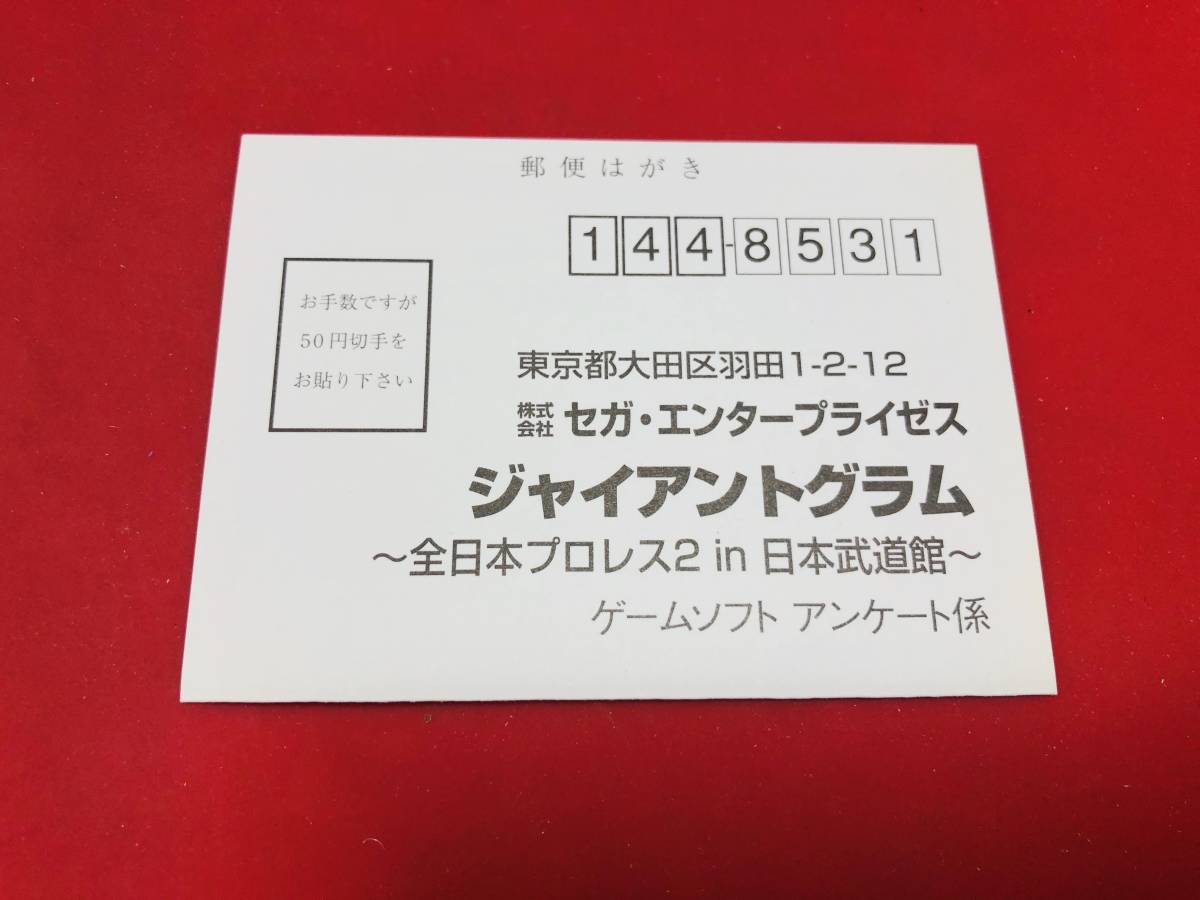 郵便はがき
144-8531
お手数ですが
50円切手を
お貼り下さい
東京都大田区羽田1-2-12
株式会社 セガ・エンタープライゼス
ジャイアントグラム
～全日本プロレス2 in 日本武道館～
ゲームソフト アンケート係